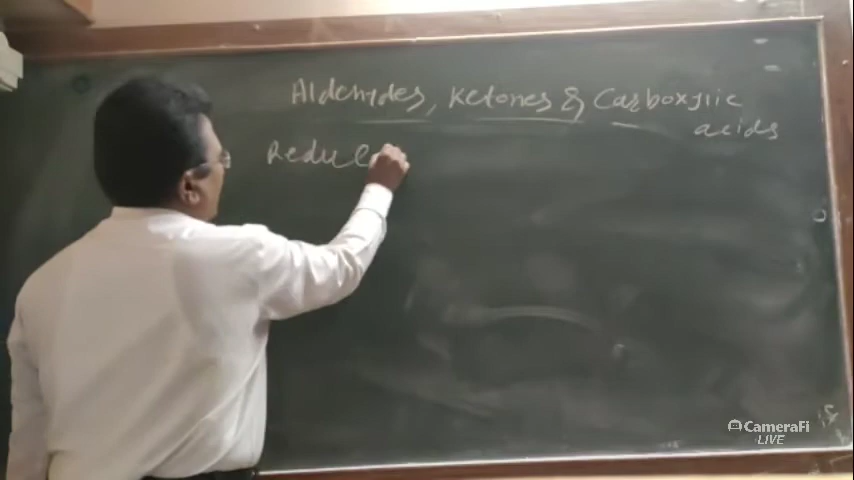 Aldehydes, Ketones & Carboxylic
acids
Reduc
CameraFi
LIVE